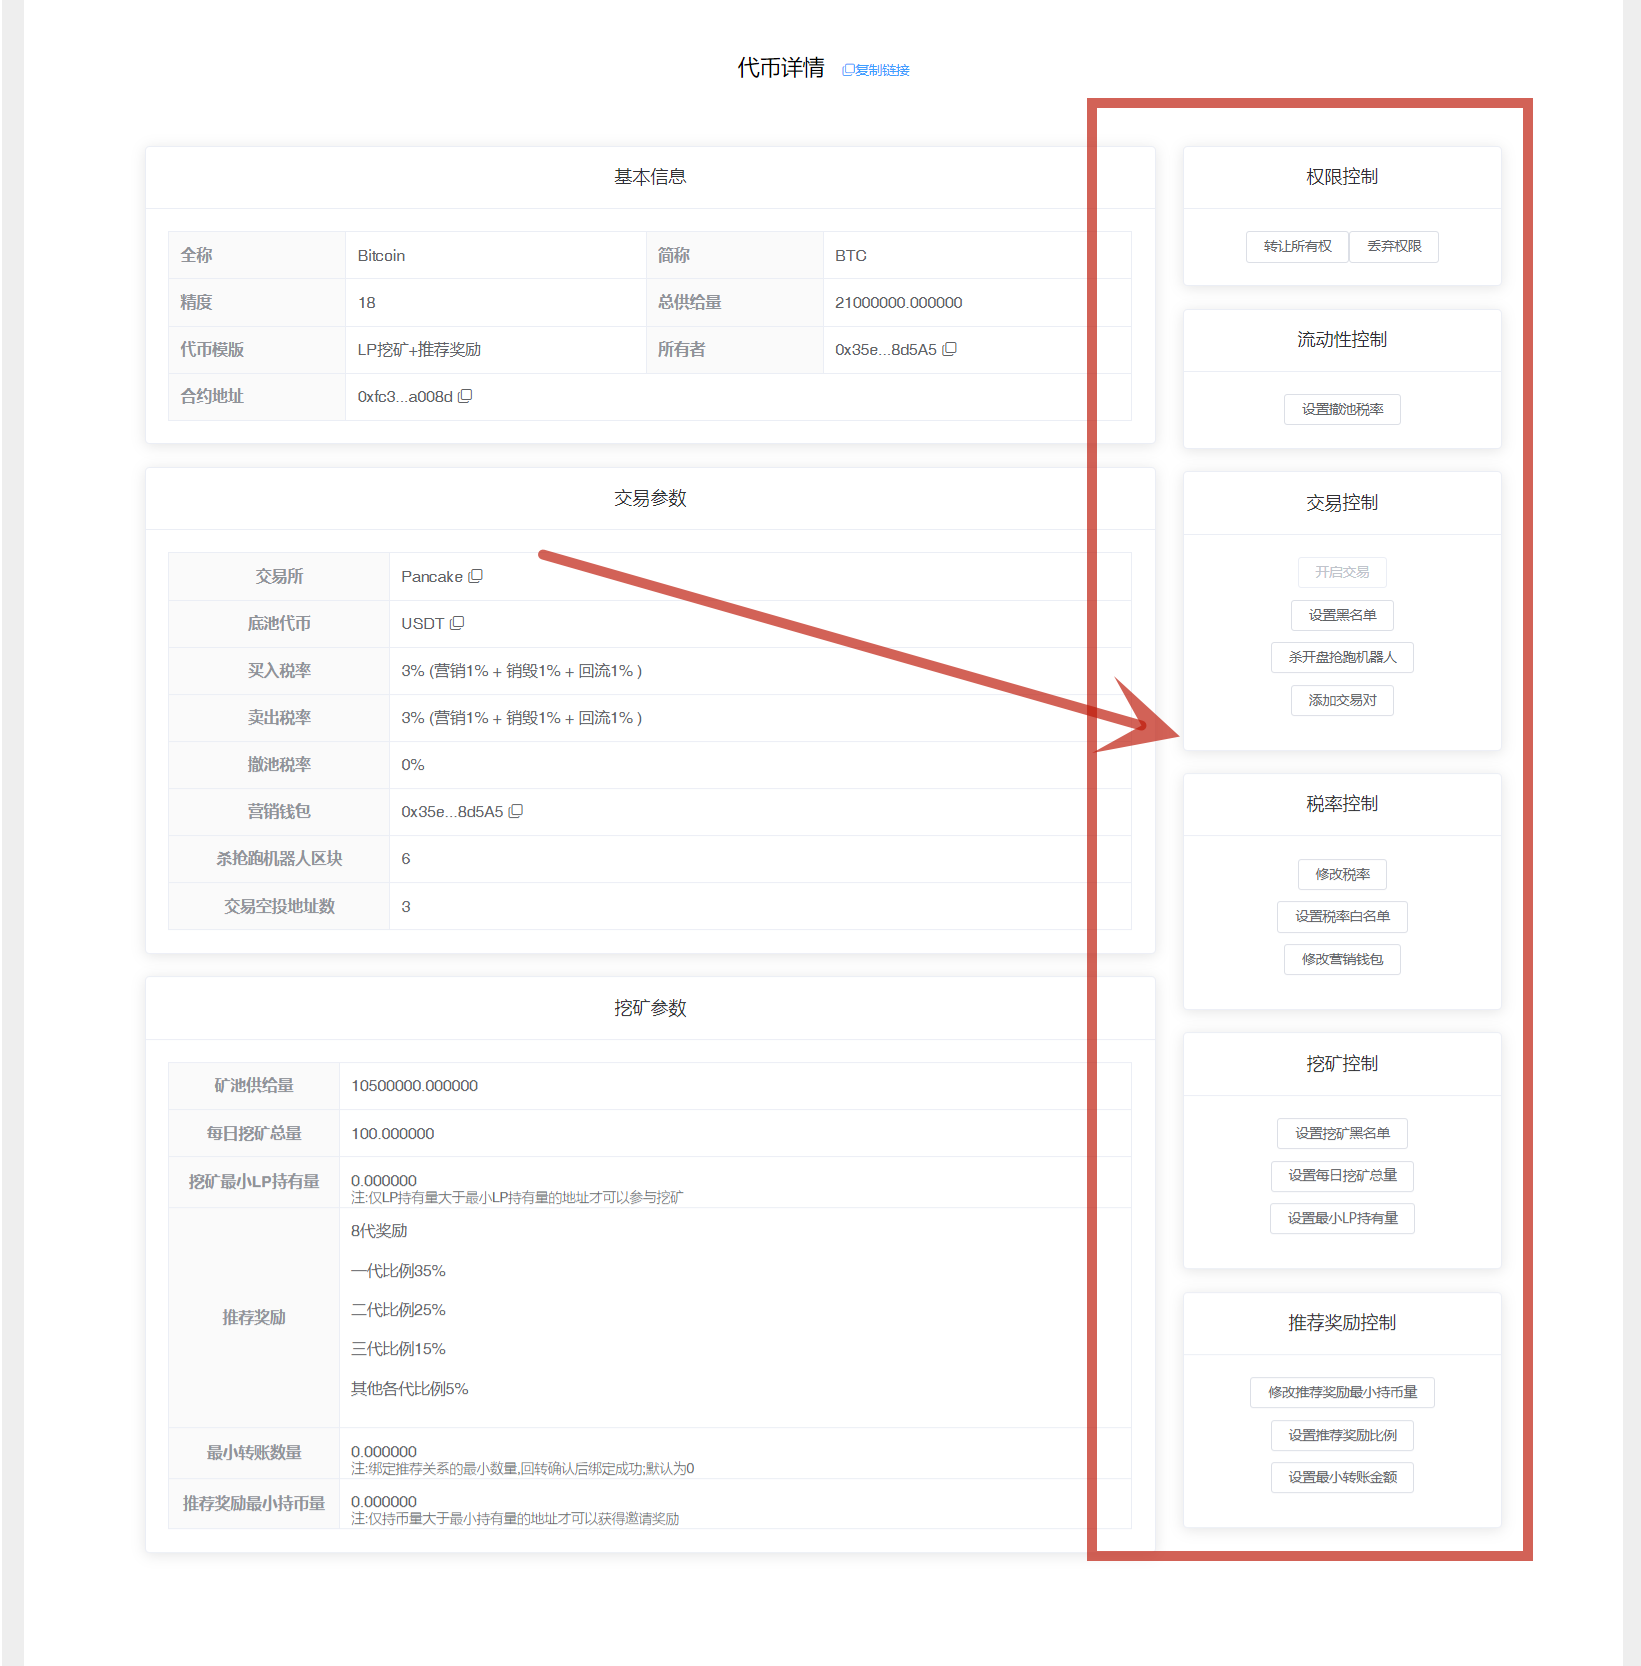 代币详情 复制链接
基本信息
全称 Bitcoin 简称 BTC
精度 18 总供给量 21000000.000000
代币模版 LP挖矿+推荐奖励 所有者 0x35e...8d5A5
合约地址 0xfc3...a008d
交易参数
交易所 Pancake
底池代币 USDT
买入税率 3% (营销1% + 销毁1% + 回流1% )
卖出税率 3% (营销1% + 销毁1% + 回流1% )
撤池税率 0%
营销钱包 0x35e...8d5A5
杀抢跑机器人区块 6
交易空投地址数 3
挖矿参数
矿池供给量 10500000.000000
每日挖矿总量 100.000000
挖矿最小LP持有量 0.000000
注:仅LP持有量大于最小LP持有量的地址才可以参与挖矿
推荐奖励
8代奖励
一代比例35%
二代比例25%
三代比例15%
其他各代比例5%
最小转账数量 0.000000
注:绑定推荐关系的最小数量,回转确认后绑定成功;默认为0
推荐奖励最小持币量 0.000000
注:仅持币量大于最小持有量的地址才可以获得邀请奖励
权限控制
转让所有权 丢弃权限
流动性控制
设置撤池税率
交易控制
开启交易
设置黑名单
杀开盘抢跑机器人
添加交易对
税率控制
修改税率
设置税率白名单
修改营销钱包
挖矿控制
设置挖矿黑名单
设置每日挖矿总量
设置最小LP持有量
推荐奖励控制
修改推荐奖励最小持币量
设置推荐奖励比例
设置最小转账金额